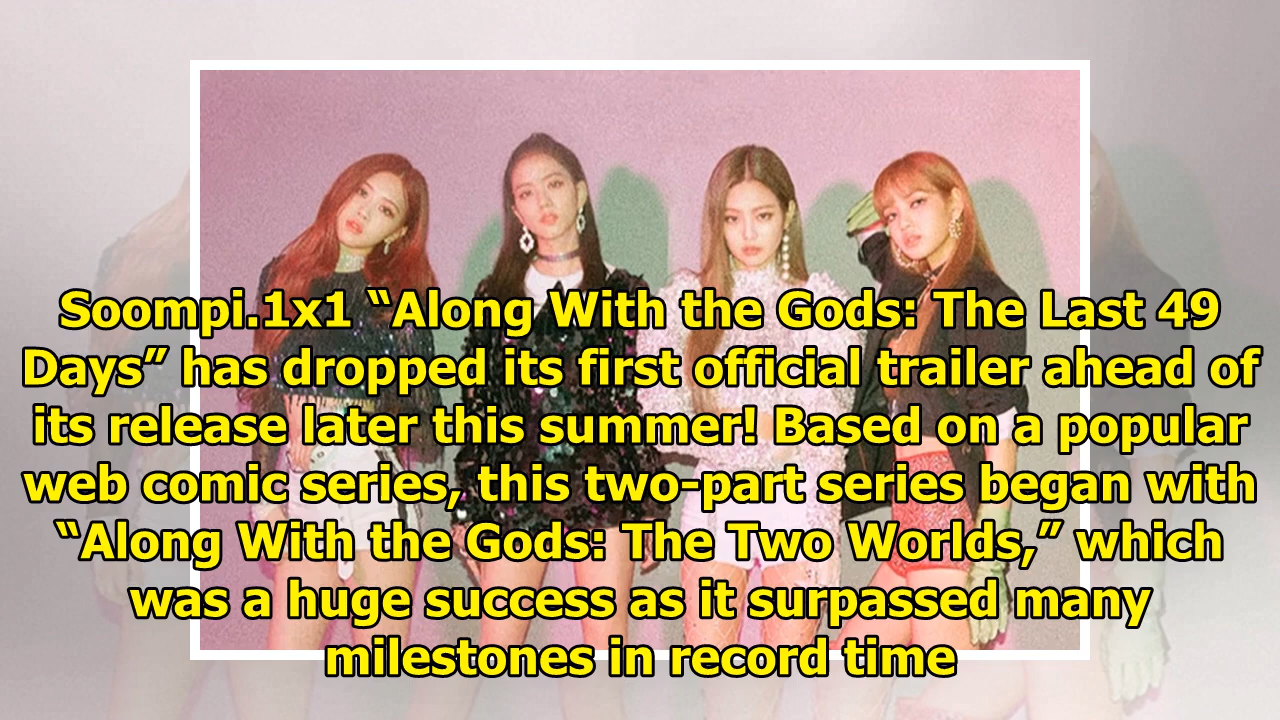 Soompi.1x1 “Along With the Gods: The Last 49
Days” has dropped its first official trailer ahead of
its release later this summer! Based on a popular
web comic series, this two-part series began with
“Along With the Gods: The Two Worlds,” which
was a huge success as it surpassed many
milestones in record time